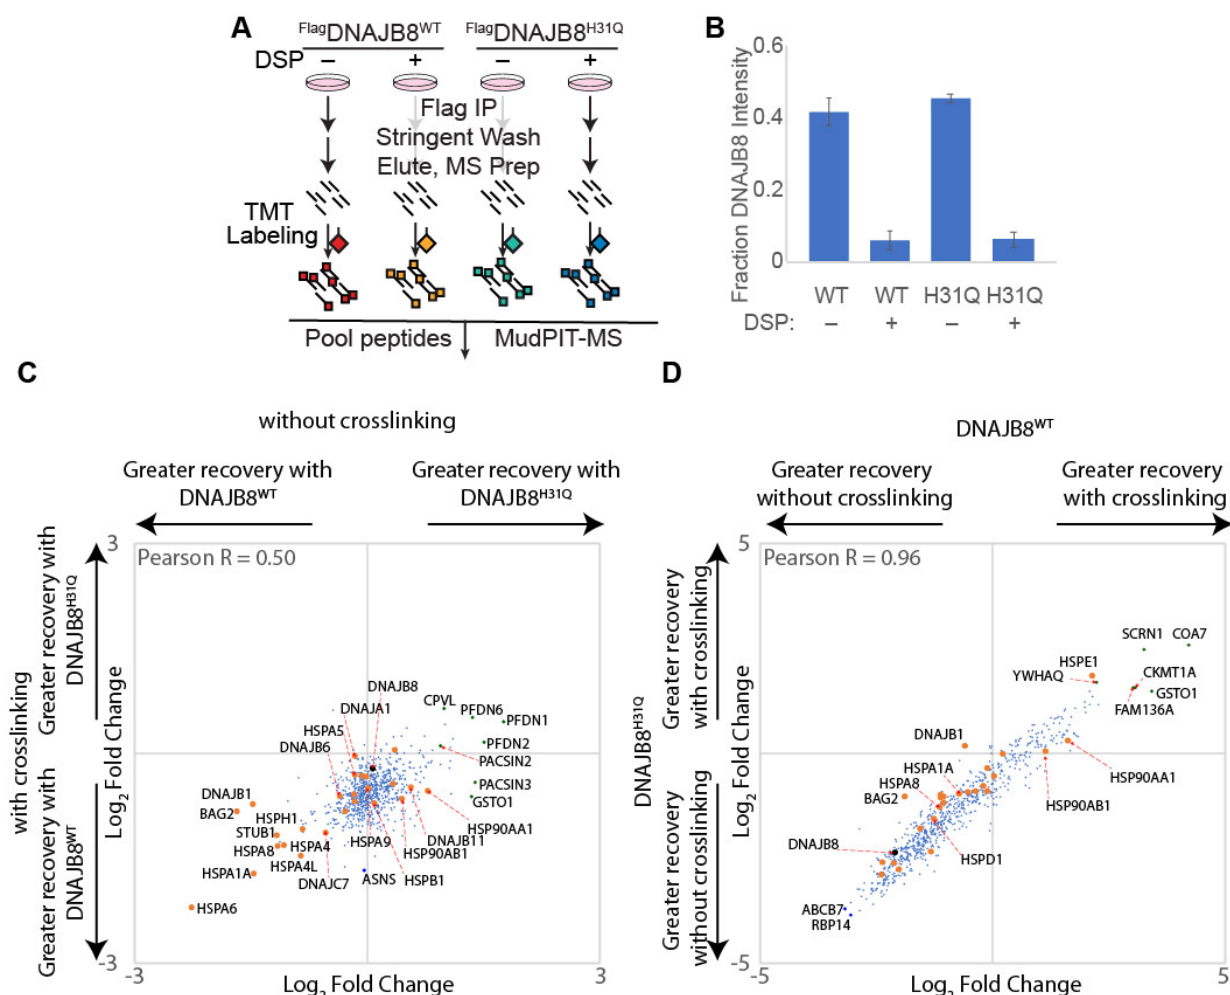 A
FlagDNAJB8WT
FlagDNAJB8H31Q
DSP
–
+
–
+
Flag IP
Stringent Wash
Elute, MS Prep
TMT
Labeling
Pool peptides
MudPIT-MS
B
Fraction DNAJB8 Intensity
0.6
0.4
0.2
0
WT
WT
H31Q
H31Q
DSP:
–
+
–
+
C
without crosslinking
Greater recovery with
DNAJB8WT
Greater recovery with
DNAJB8H31Q
with crosslinking
Greater recovery with
DNAJB8H31Q
Greater recovery with
DNAJB8WT
Log2 Fold Change
3
Pearson R = 0.50
DNAJB8
CPVL
PFDN6
PFDN1
DNAJA1
HSPA5
PFDN2
DNAJB6
PACSIN2
PACSIN3
DNAJB1
GSTO1
BAG2
HSPH1
HSP90AA1
STUB1
HSPA4
HSPA9
DNAJB11
HSPA8
HSP90AB1
HSPA4L
HSPA1A
DNAJC7
ASNS
HSPB1
HSPA6
-3
-3
3
Log2 Fold Change
D
DNAJB8WT
Greater recovery
without crosslinking
Greater recovery
with crosslinking
DNAJB8H31Q
Greater recovery
with crosslinking
Greater recovery
without crosslinking
Log2 Fold Change
5
Pearson R = 0.96
SCRN1
COA7
HSPE1
YWHAQ
CKMT1A
GSTO1
FAM136A
DNAJB1
HSPA1A
HSPA8
HSP90AA1
BAG2
HSP90AB1
DNAJB8
HSPD1
ABCB7
RBP14
-5
-5
5
Log2 Fold Change